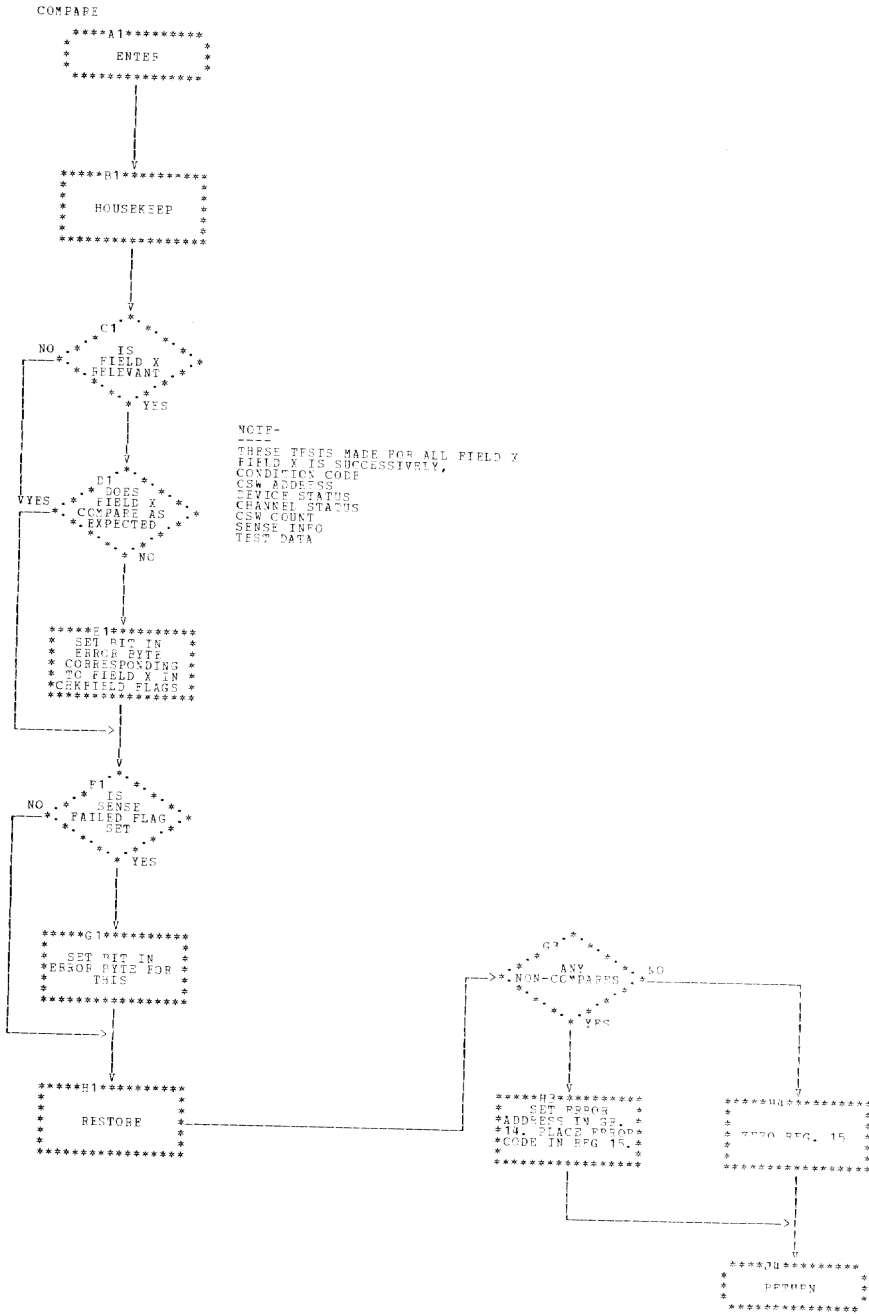 COMPARE
A1
ENTER
B1
HOUSEKEEP
C1
IS
FIELD X
RELEVANT
NO
YES
NOTE-
THESE TESTS MADE FOR ALL FIELD X
FIELD X IS SUCCESSIVELY,
CONDITION CODE
CSW ADDRESS
DEVICE STATUS
CHANNEL STATUS
CSW COUNT
SENSE INFO
TEST DATA
D1
DOES
FIELD X
COMPARE AS
EXPECTED
YES
NO
E1
SET BIT IN
ERROR BYTE
CORRESPONDING
TO FIELD X IN
CHKFIELD FLAGS
F1
IS
SENSE
FAILED FLAG
SET
NO
YES
G1
SET BIT IN
ERROR BYTE FOR
THIS
G3
ANY
NON-COMPARES
NO
YES
H1
RESTORE
H3
SET ERROR
ADDRESS IN GR.
14. PLACE ERROR
CODE IN REG 15.
H4
ZERO REG. 15
J4
RETURN